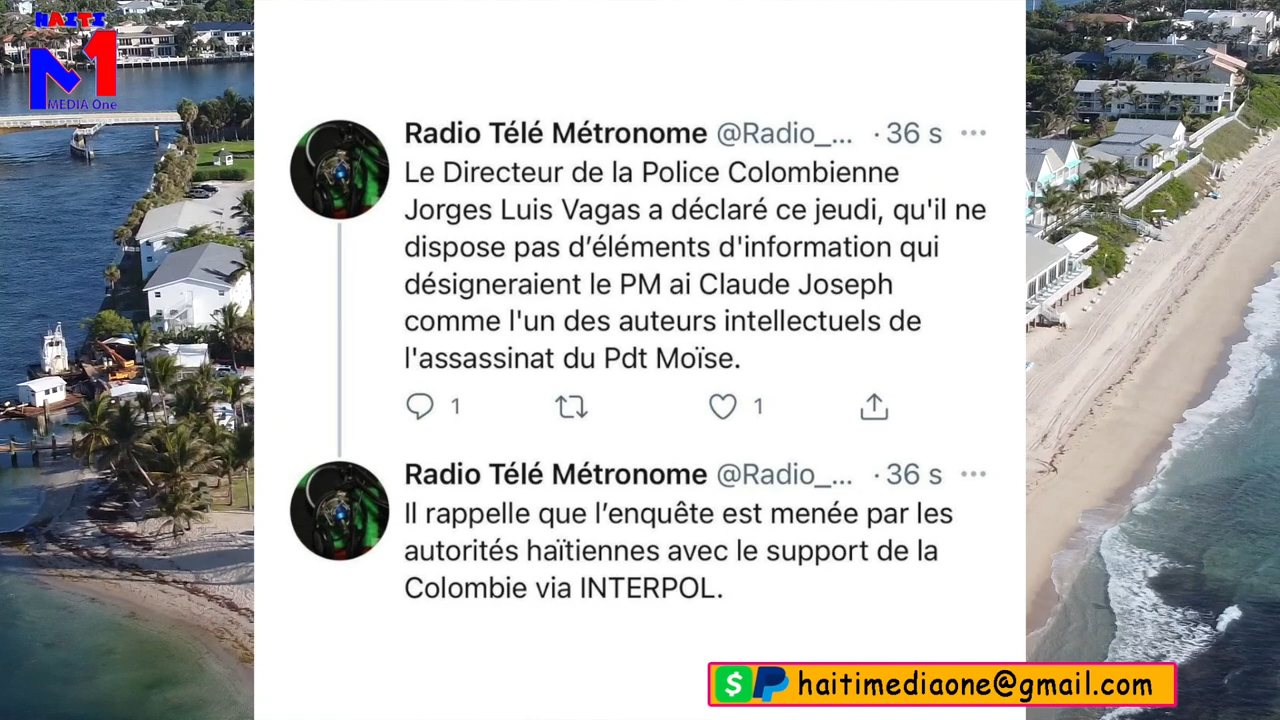 HAITI
M1
MEDIA One
Radio Télé Métronome @Radio_... · 36 s
Le Directeur de la Police Colombienne
Jorges Luis Vagas a déclaré ce jeudi, qu'il ne
dispose pas d’éléments d'information qui
désigneraient le PM ai Claude Joseph
comme l'un des auteurs intellectuels de
l'assassinat du Pdt Moïse.
1 1
Radio Télé Métronome @Radio_... · 36 s
Il rappelle que l’enquête est menée par les
autorités haïtiennes avec le support de la
Colombie via INTERPOL.
$ P haitimediaone@gmail.com